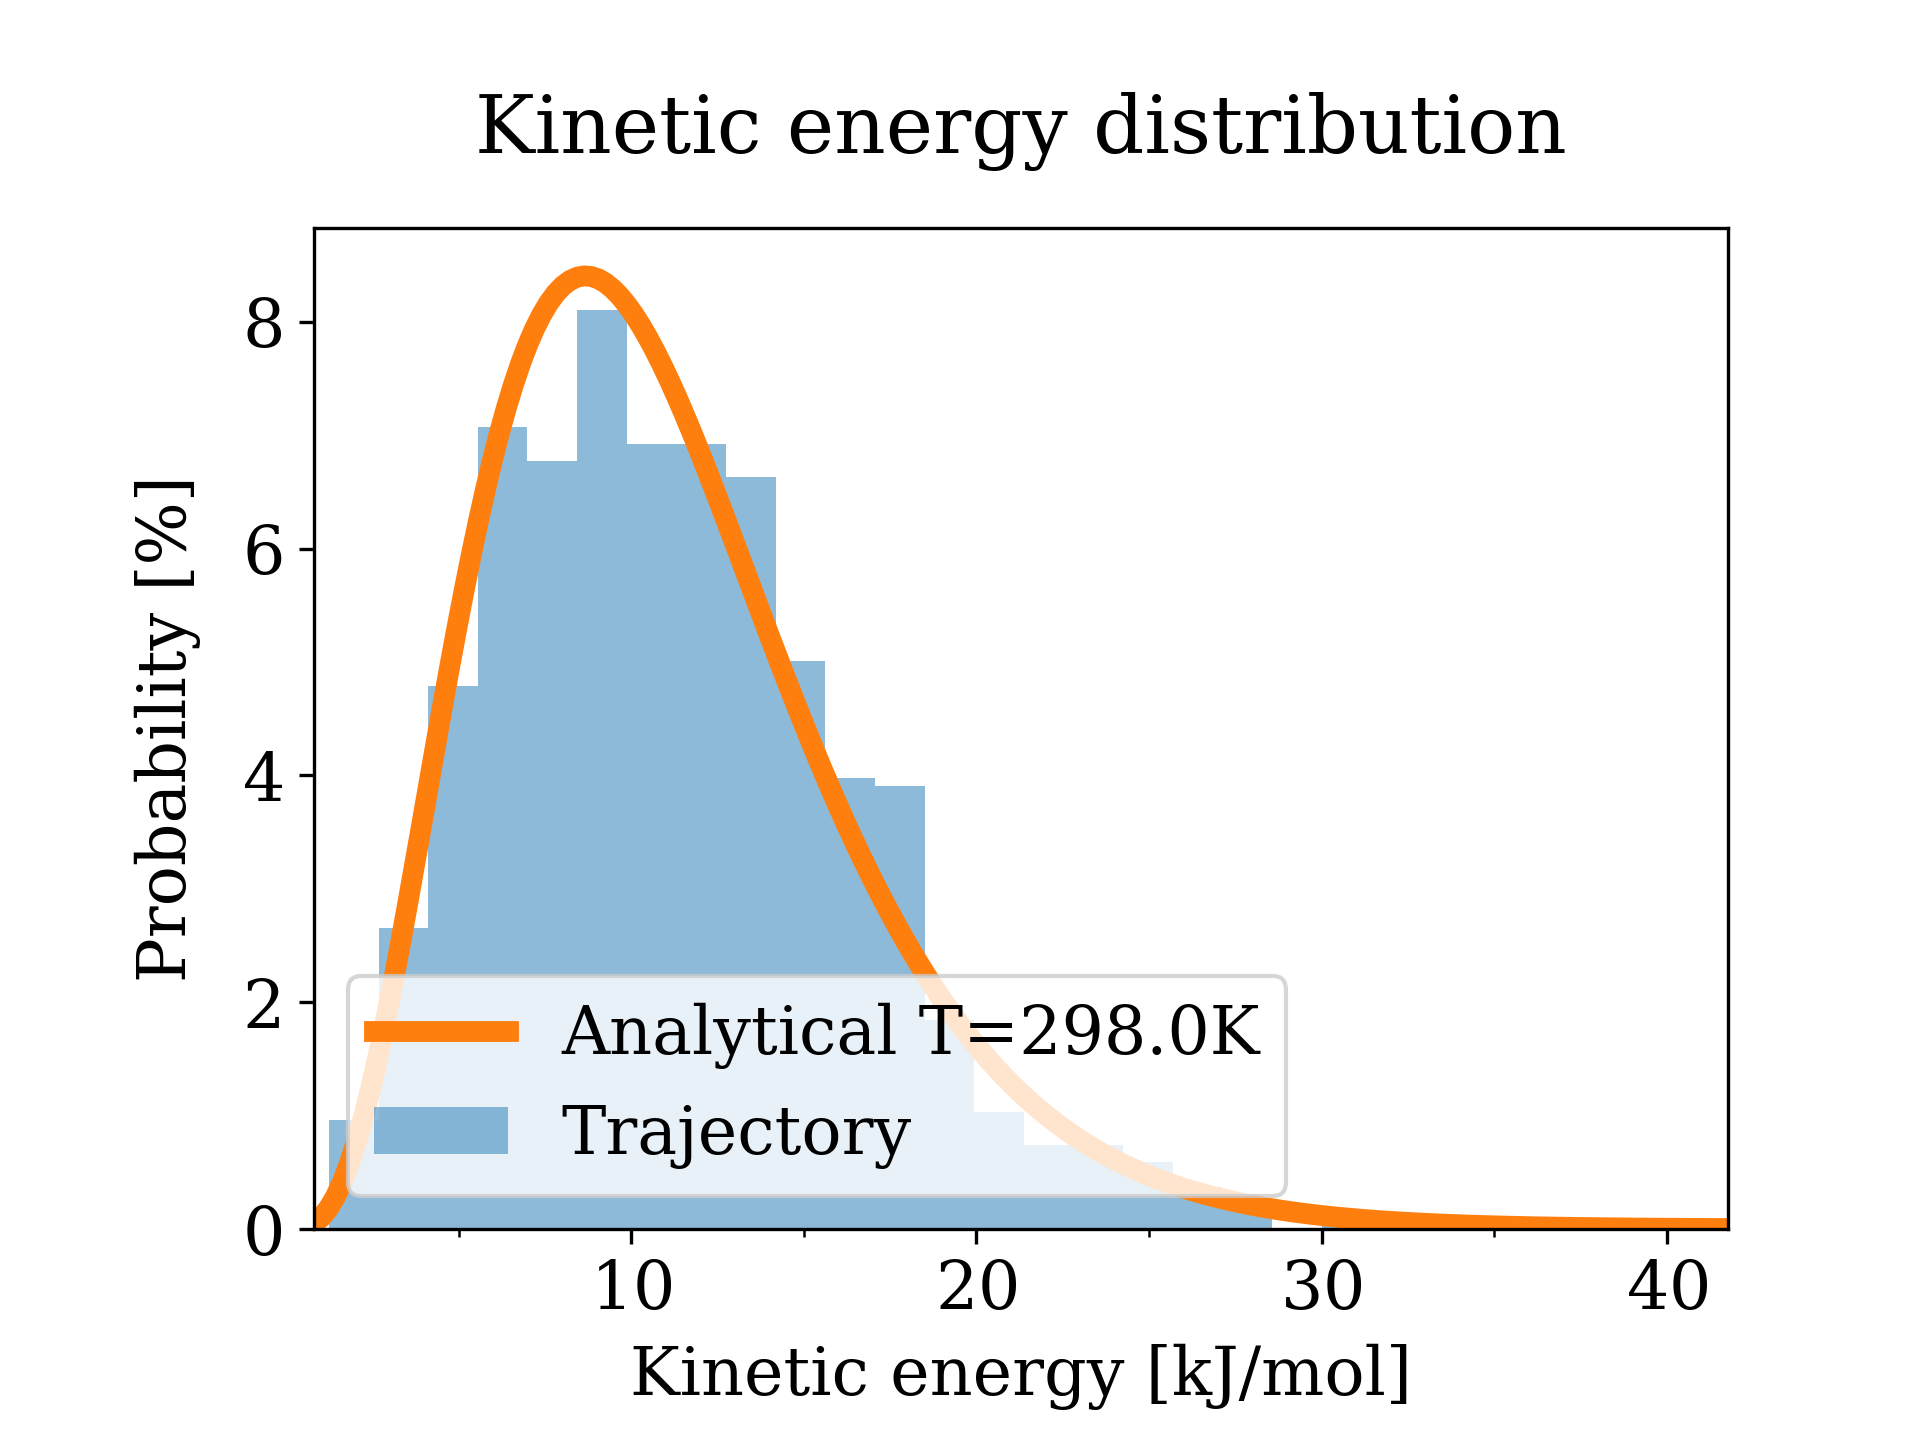 Kinetic energy distribution
Probability [%]
8
6
4
2
0
Analytical T=298.0K
Trajectory
10 20 30 40
Kinetic energy [kJ/mol]